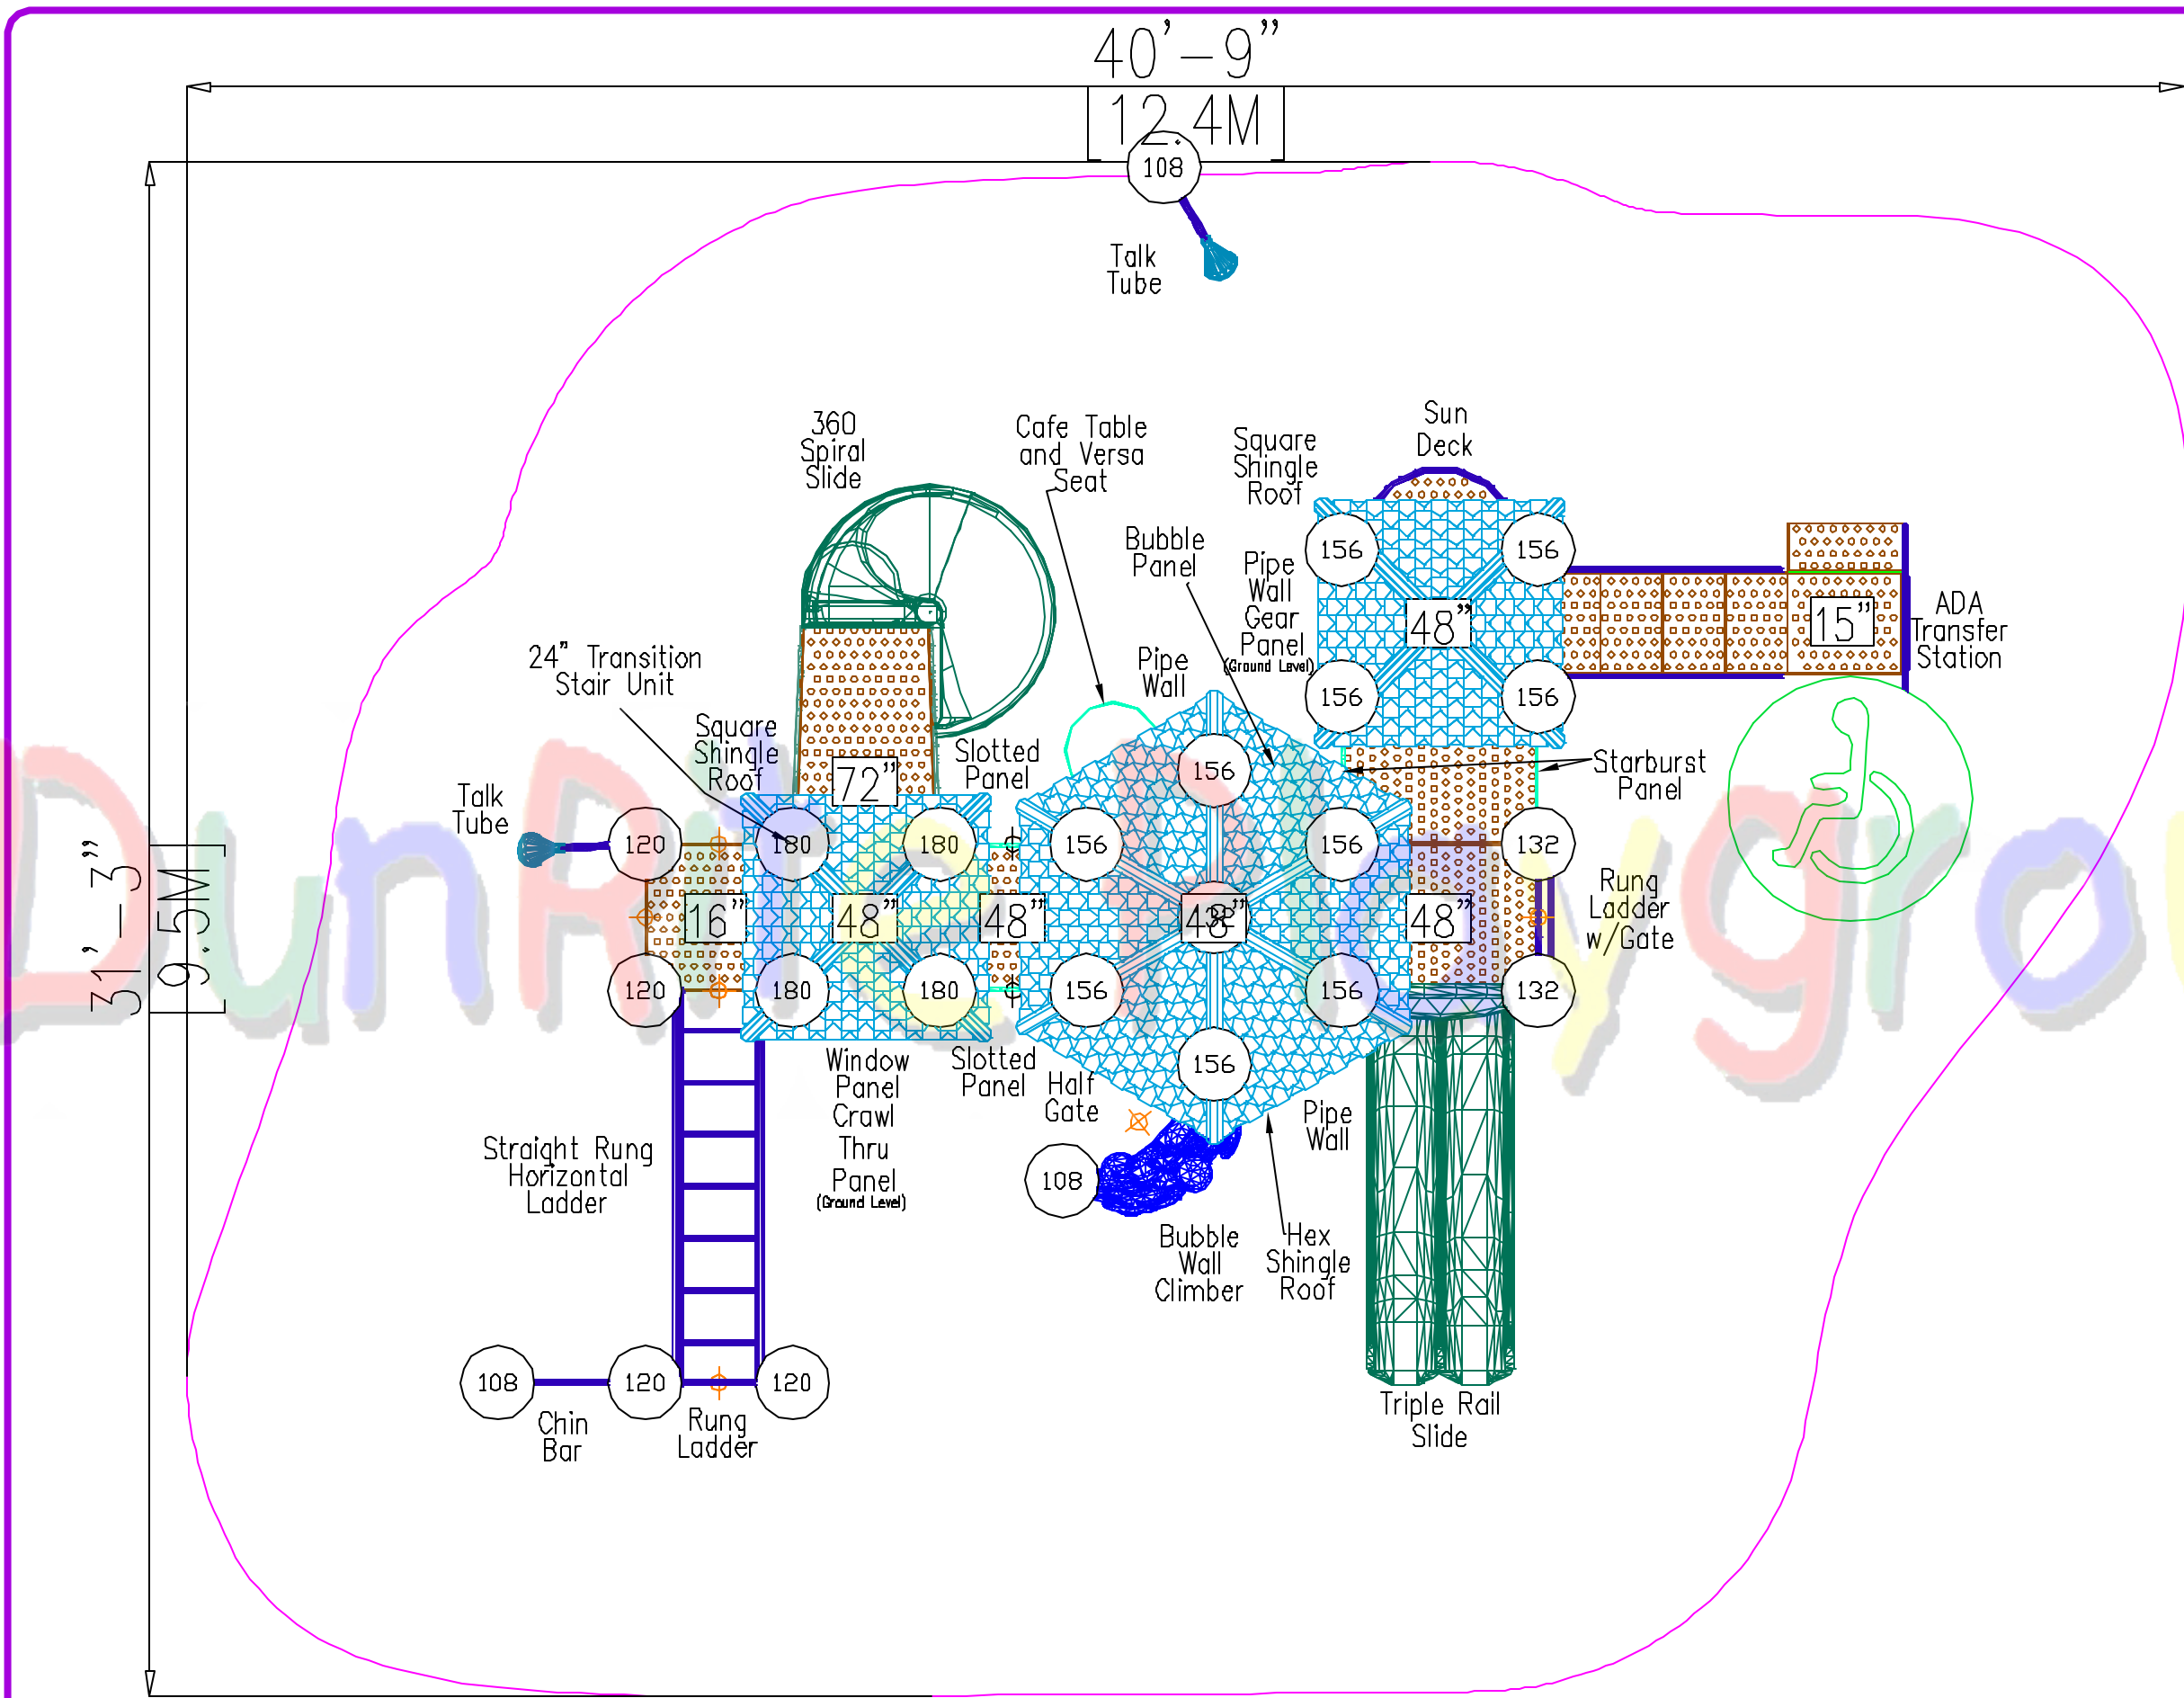 40'-9"
12.4M
108
Talk
Tube
31'-3"
9.5M
360
Spiral
Slide
Cafe Table
and Versa
Seat
Square
Shingle
Roof
Sun
Deck
Bubble
Panel
Pipe
Wall
Gear
Panel
(Ground Level)
156
156
48"
15"
ADA
Transfer
Station
156
156
24" Transition
Stair Unit
Pipe
Wall
Square
Shingle
Roof
72"
Slotted
Panel
Starburst
Panel
Talk
Tube
156
120
180
180
156
156
132
16"
48"
48"
48"
48"
Rung
Ladder
w/Gate
120
180
180
156
156
132
DunRite Playgrou
Window
Panel
Crawl
Thru
Panel
(Ground Level)
Slotted
Panel
Half
Gate
156
Pipe
Wall
Straight Rung
Horizontal
Ladder
108
Bubble
Wall
Climber
Hex
Shingle
Roof
108
120
120
Chin
Bar
Rung
Ladder
Triple Rail
Slide